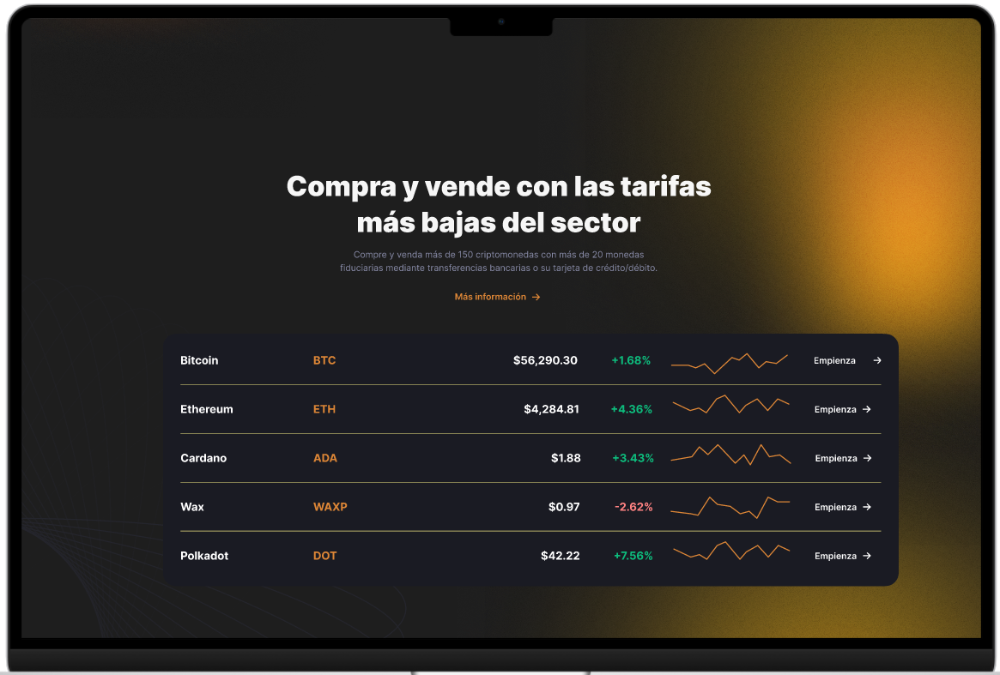 Compra y vende con las tarifas
más bajas del sector
Compre y venda más de 150 criptomonedas con más de 20 monedas
fiduciarias mediante transferencias bancarias o su tarjeta de crédito/débito.
Más información →
Bitcoin BTC $56,290.30 +1.68% Empienza →
Ethereum ETH $4,284.81 +4.36% Empienza →
Cardano ADA $1.88 +3.43% Empienza →
Wax WAXP $0.97 -2.62% Empienza →
Polkadot DOT $42.22 +7.56% Empienza →